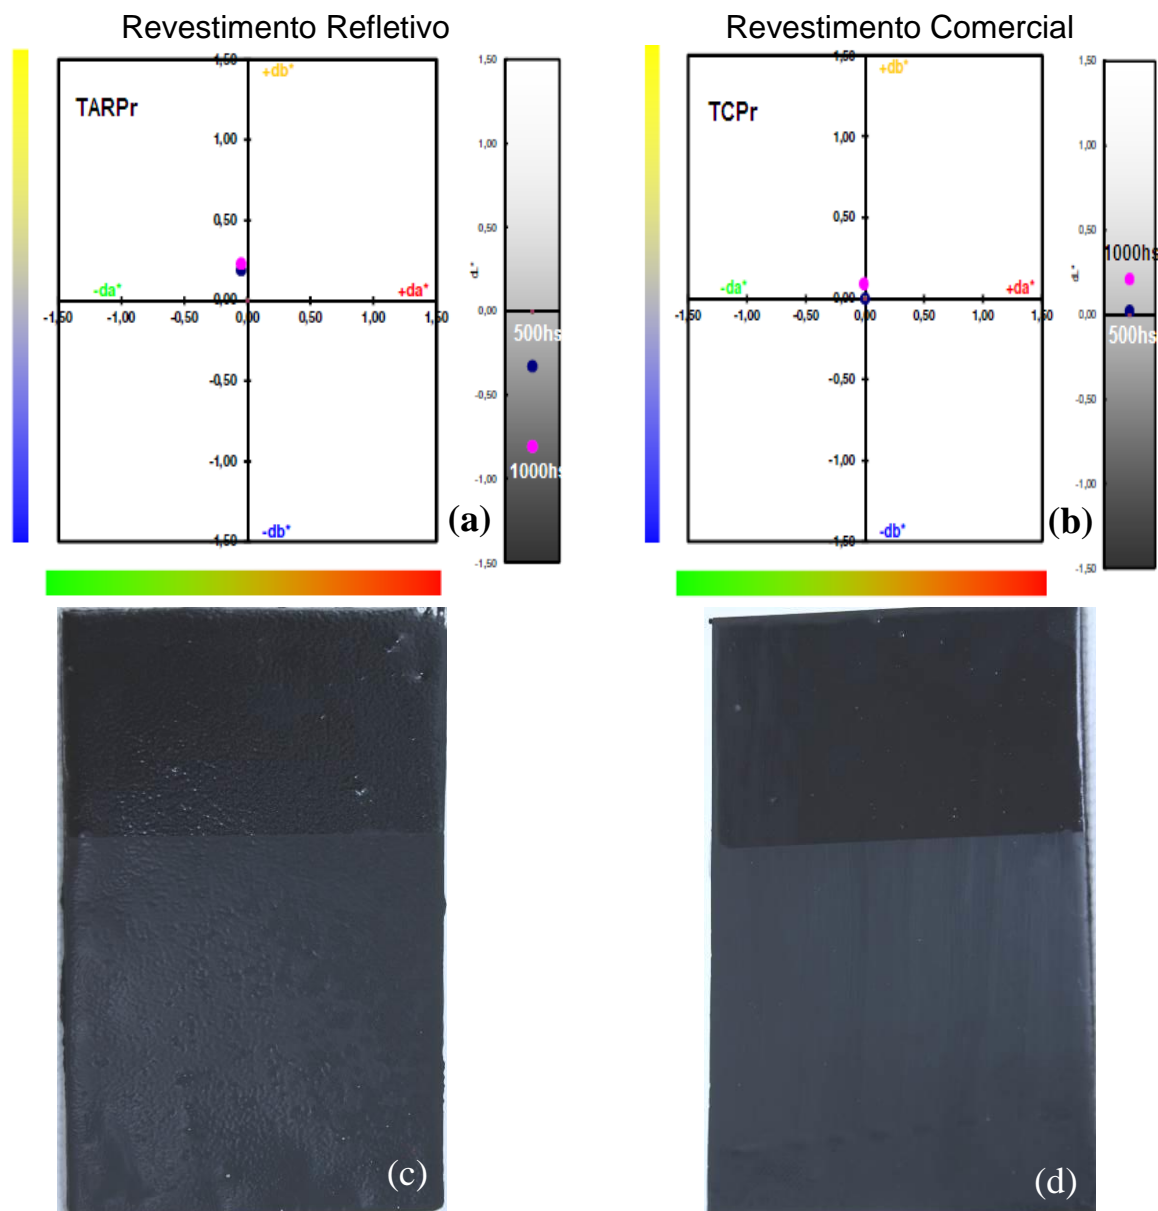 Revestimento Refletivo
Revestimento Comercial
1,50
+db*
TARPr
1,00
0,50
-da*
0,00
+da*
-1,50
-1,00
-0,50
0,00
0,50
1,00
1,50
-0,50
-1,00
-db*
-1,50
(a)
1,50
1,00
0,50
dL*
0,00
500hs
-0,50
1000hs
-1,00
-1,50
1,50
+db*
TCPr
1,00
0,50
-da*
0,00
+da*
-1,50
-1,00
-0,50
0,00
0,50
1,00
1,50
-0,50
-1,00
-db*
-1,50
(b)
1,50
1,00
0,50
1000hs
dL*
0,00
500hs
-0,50
-1,00
-1,50
(c)
(d)